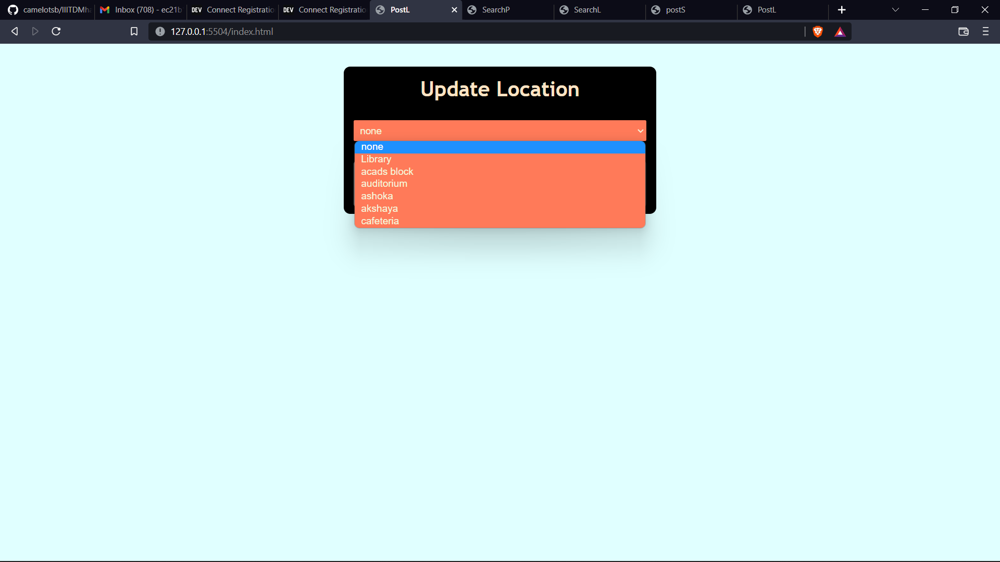 camelotsb/IIITDMh
Inbox (708) - ec21b
DEV Connect Registratio
DEV Connect Registratio
PostL
SearchP
SearchL
postS
PostL
127.0.0.1:5504/index.html
Update Location
none
none
Library
acads block
auditorium
ashoka
akshaya
cafeteria